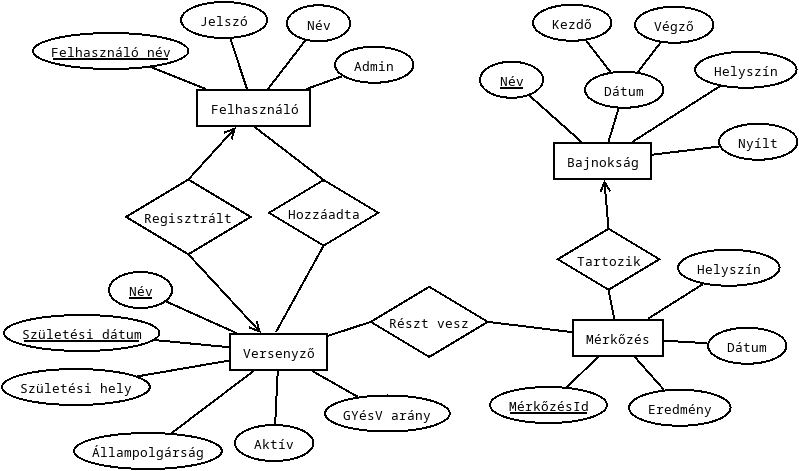 Jelszó
Név
Felhasználó név
Admin
Felhasználó
Kezdő
Végző
Név
Dátum
Helyszín
Nyílt
Bajnokság
Regisztrált
Hozzáadta
Tartozik
Helyszín
Név
Születési dátum
Születési hely
Versenyző
Részt vesz
Mérkőzés
Dátum
MérkőzésId
Eredmény
GYésV arány
Aktív
Állampolgárság